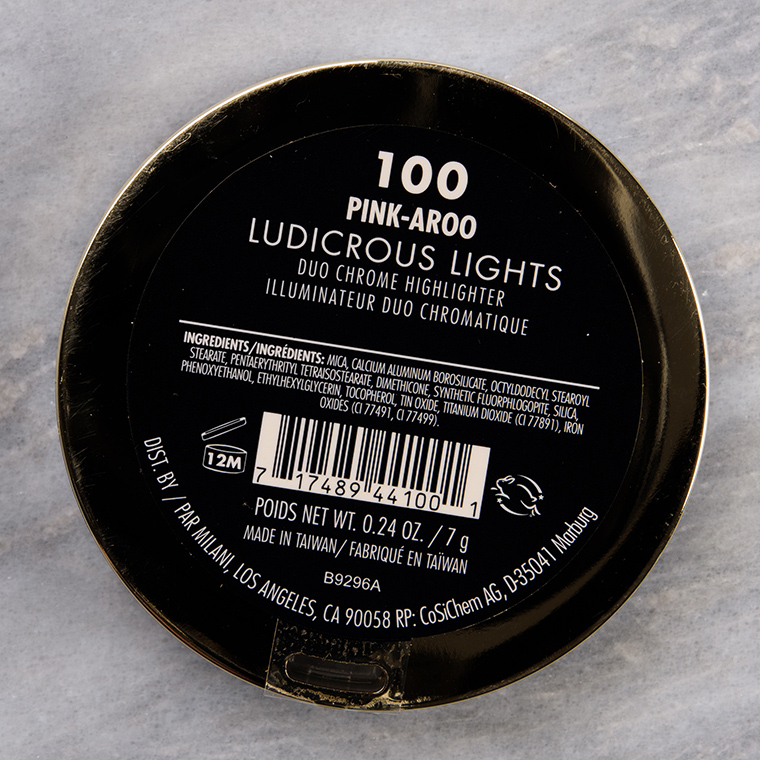 100
PINK-AROO
LUDICROUS LIGHTS
DUO CHROME HIGHLIGHTER
ILLUMINATEUR DUO CHROMATIQUE
INGREDIENTS/INGRÉDIENTS: MICA, CALCIUM ALUMINUM BOROSILICATE, OCTYLDODECYL STEAROYL
STEARATE, PENTAERYTHRITYL TETRAISOSTEARATE, DIMETHICONE, SYNTHETIC FLUORPHLOGOPITE, SILICA,
PHENOXYETHANOL, ETHYLHEXYLGLYCERIN, TOCOPHEROL, TIN OXIDE, TITANIUM DIOXIDE (CI 77891), IRON
OXIDES (CI 77491, CI 77499).
12M
7 17489 44100 1
POIDS NET WT. 0.24 OZ. / 7 g
MADE IN TAIWAN/ FABRIQUÉ EN TAÏWAN
B9296A
DIST. BY / PAR MILANI, LOS ANGELES, CA 90058 RP: CoSiChem AG, D-35041 Marburg